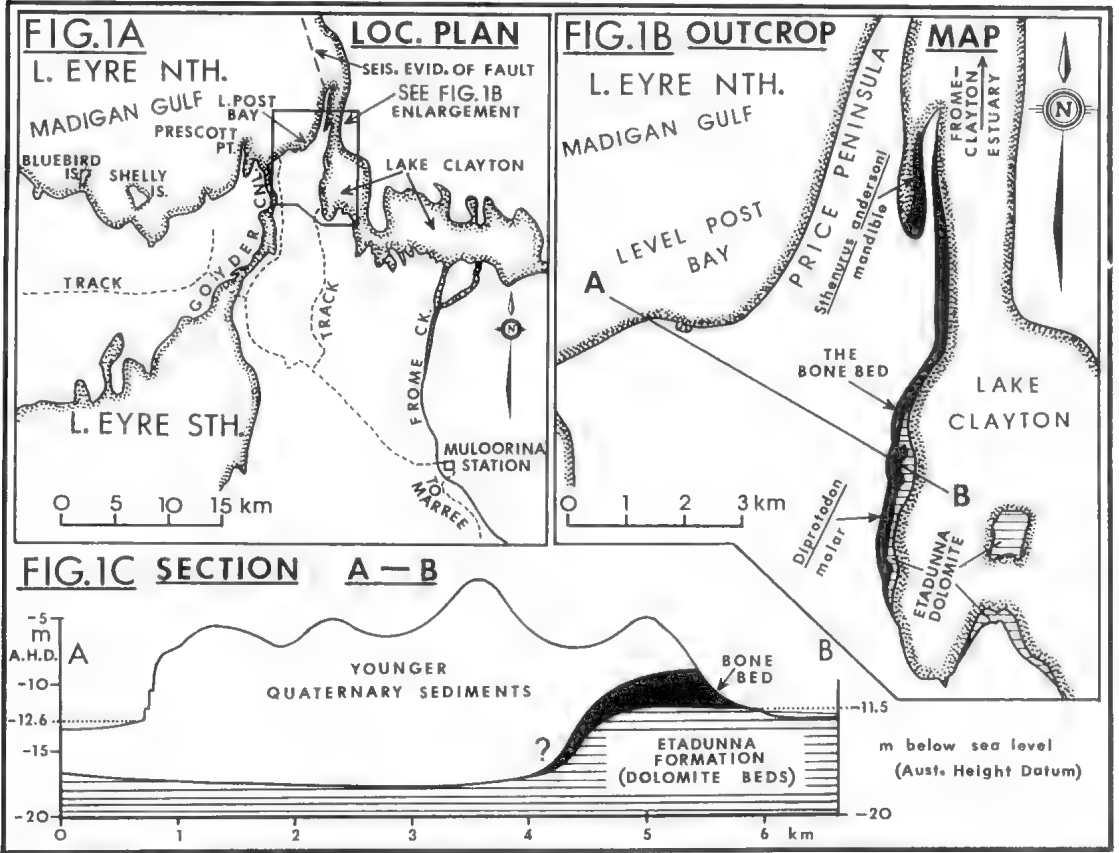 FIG.1A
LOC. PLAN
L. EYRE NTH.
SEIS. EVID. OF FAULT
MADIGAN GULF
L. POST
BAY
SEE FIG. 1B
ENLARGEMENT
PRESCOTT
PT.
BLUEBIRD
IS.
SHELLY
IS.
LAKE CLAYTON
TRACK
GOYDER CNL
TRACK
N
FROME CK.
L. EYRE STH.
MULOORINA
STATION
TO
MARREE
0 5 10 15 km
FIG.1B OUTCROP MAP
L. EYRE NTH.
MADIGAN GULF
PRICE PENINSULA
FROME-
CLAYTON
ESTUARY
N
LEVEL POST
BAY
Sthenurus andersoni
mandible
A
THE
BONE BED
LAKE
CLAYTON
B
0 1 2 3 km
Diprotodon
molar
ETADUNNA
DOLOMITE
FIG.1C SECTION A — B
-5
m
A.H.D.
A
-10
-12.6
-15
-20
YOUNGER
QUATERNARY SEDIMENTS
BONE
BED
B
-11.5
?
ETADUNNA
FORMATION
(DOLOMITE BEDS)
m below sea level
(Aust. Height Datum)
-20
0 1 2 3 4 5 6 km